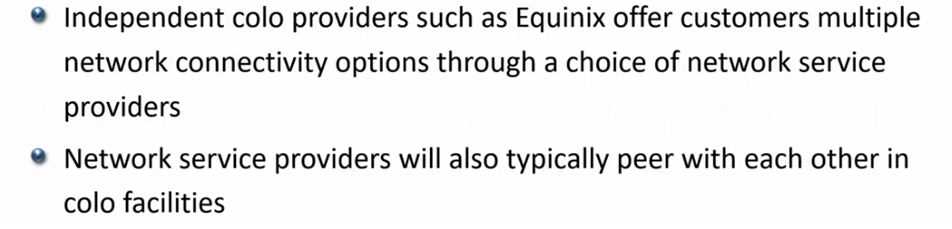 Independent colo providers such as Equinix offer customers multiple
network connectivity options through a choice of network service
providers
Network service providers will also typically peer with each other in
colo facilities